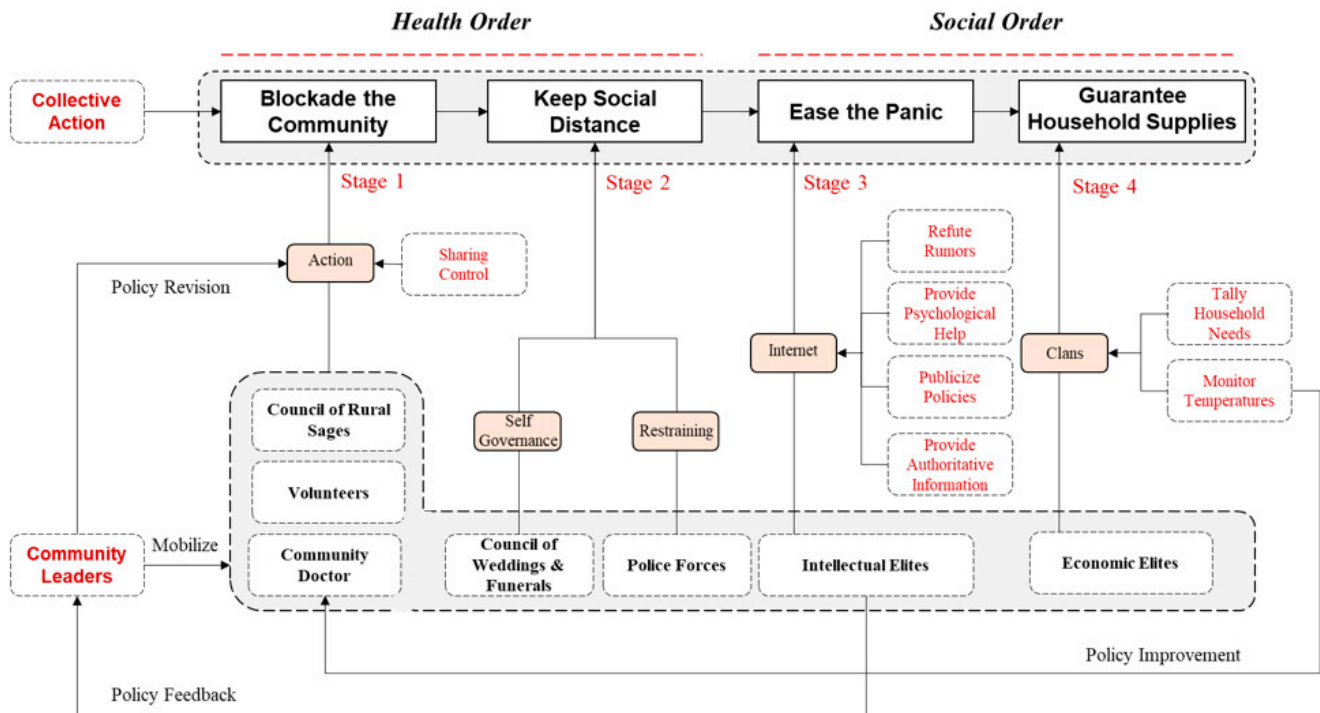 Health Order
Social Order
Collective
Action
Blockade the
Community
Keep Social
Distance
Ease the Panic
Guarantee
Household Supplies
Stage 1
Stage 2
Stage 3
Stage 4
Policy Revision
Action
Sharing
Control
Refute
Rumors
Provide
Psychological
Help
Internet
Publicize
Policies
Provide
Authoritative
Information
Clans
Tally
Household
Needs
Monitor
Temperatures
Self
Governance
Restraining
Council of Rural
Sages
Volunteers
Community
Leaders
Mobilize
Community
Doctor
Council of
Weddings &
Funerals
Police Forces
Intellectual Elites
Economic Elites
Policy Improvement
Policy Feedback